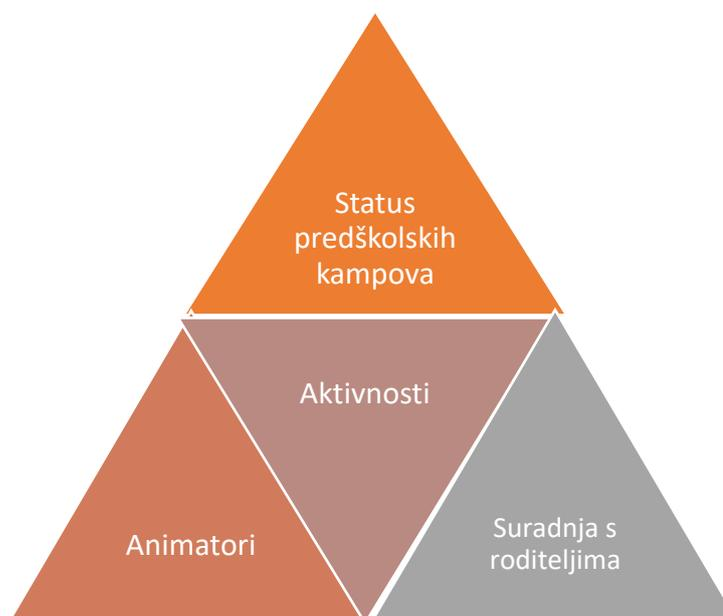 Status
predškolskih
kampova
Aktivnosti
Animatori
Suradnja s
roditeljima